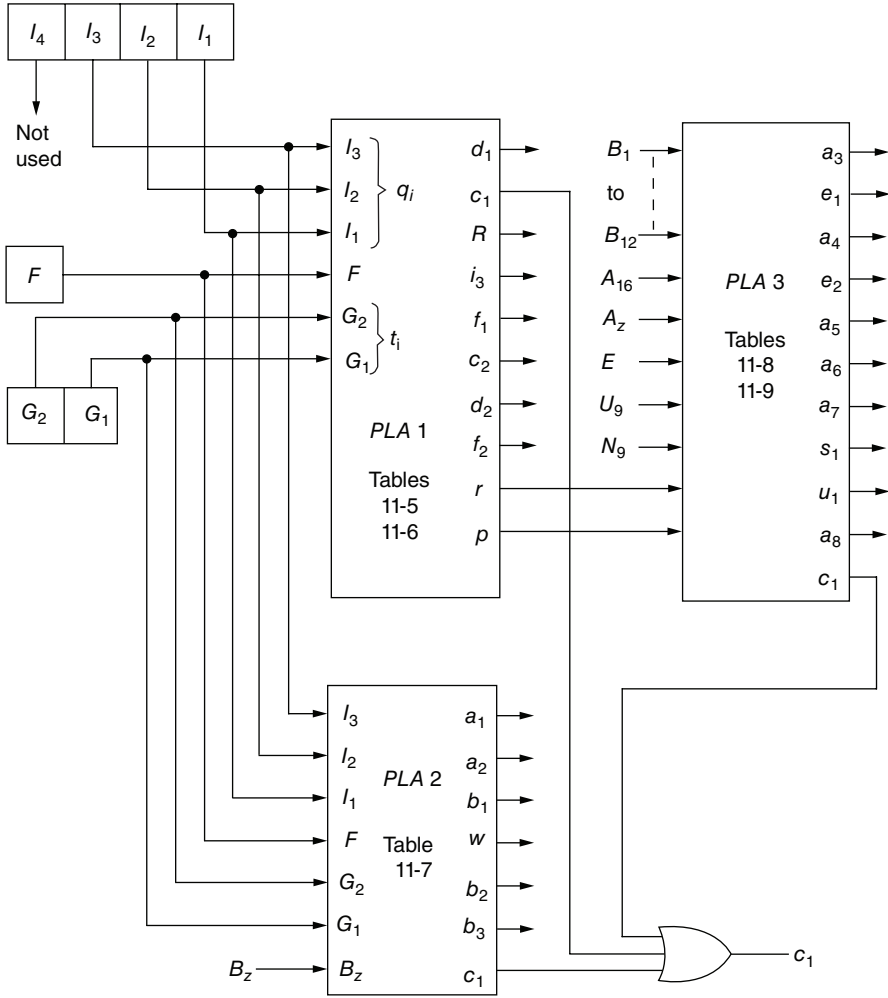 I4 I3 I2 I1
Not
used
F
G2 G1
I3
I2
I1
qi
F
G2
G1
ti
PLA 1
Tables
11-5
11-6
d1
c1
R
i3
f1
c2
d2
f2
r
p
B1
to
B12
A16
Az
E
U9
N9
PLA 3
Tables
11-8
11-9
a3
e1
a4
e2
a5
a6
a7
s1
u1
a8
c1
I3
I2
I1
F
G2
G1
Bz
Bz
PLA 2
Table
11-7
a1
a2
b1
w
b2
b3
c1
c1